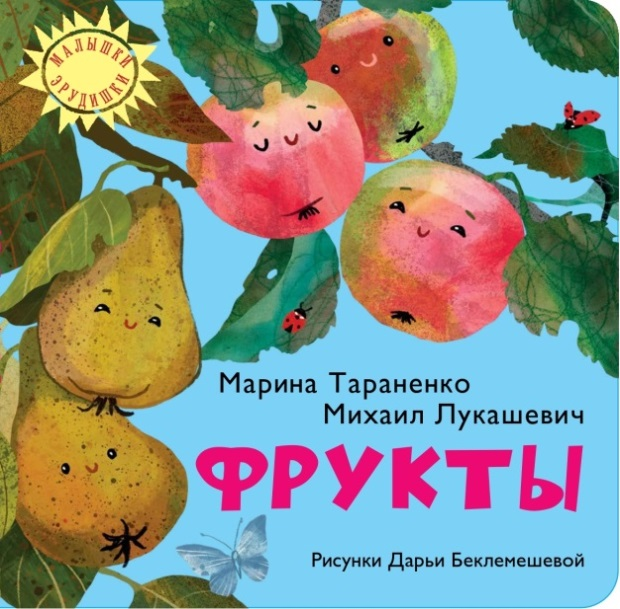 МАЛЫШКИ
ЭРУДИШКИ
Марина Тараненко
Михаил Лукашевич
ФРУКТЫ
Рисунки Дарьи Беклемешевой